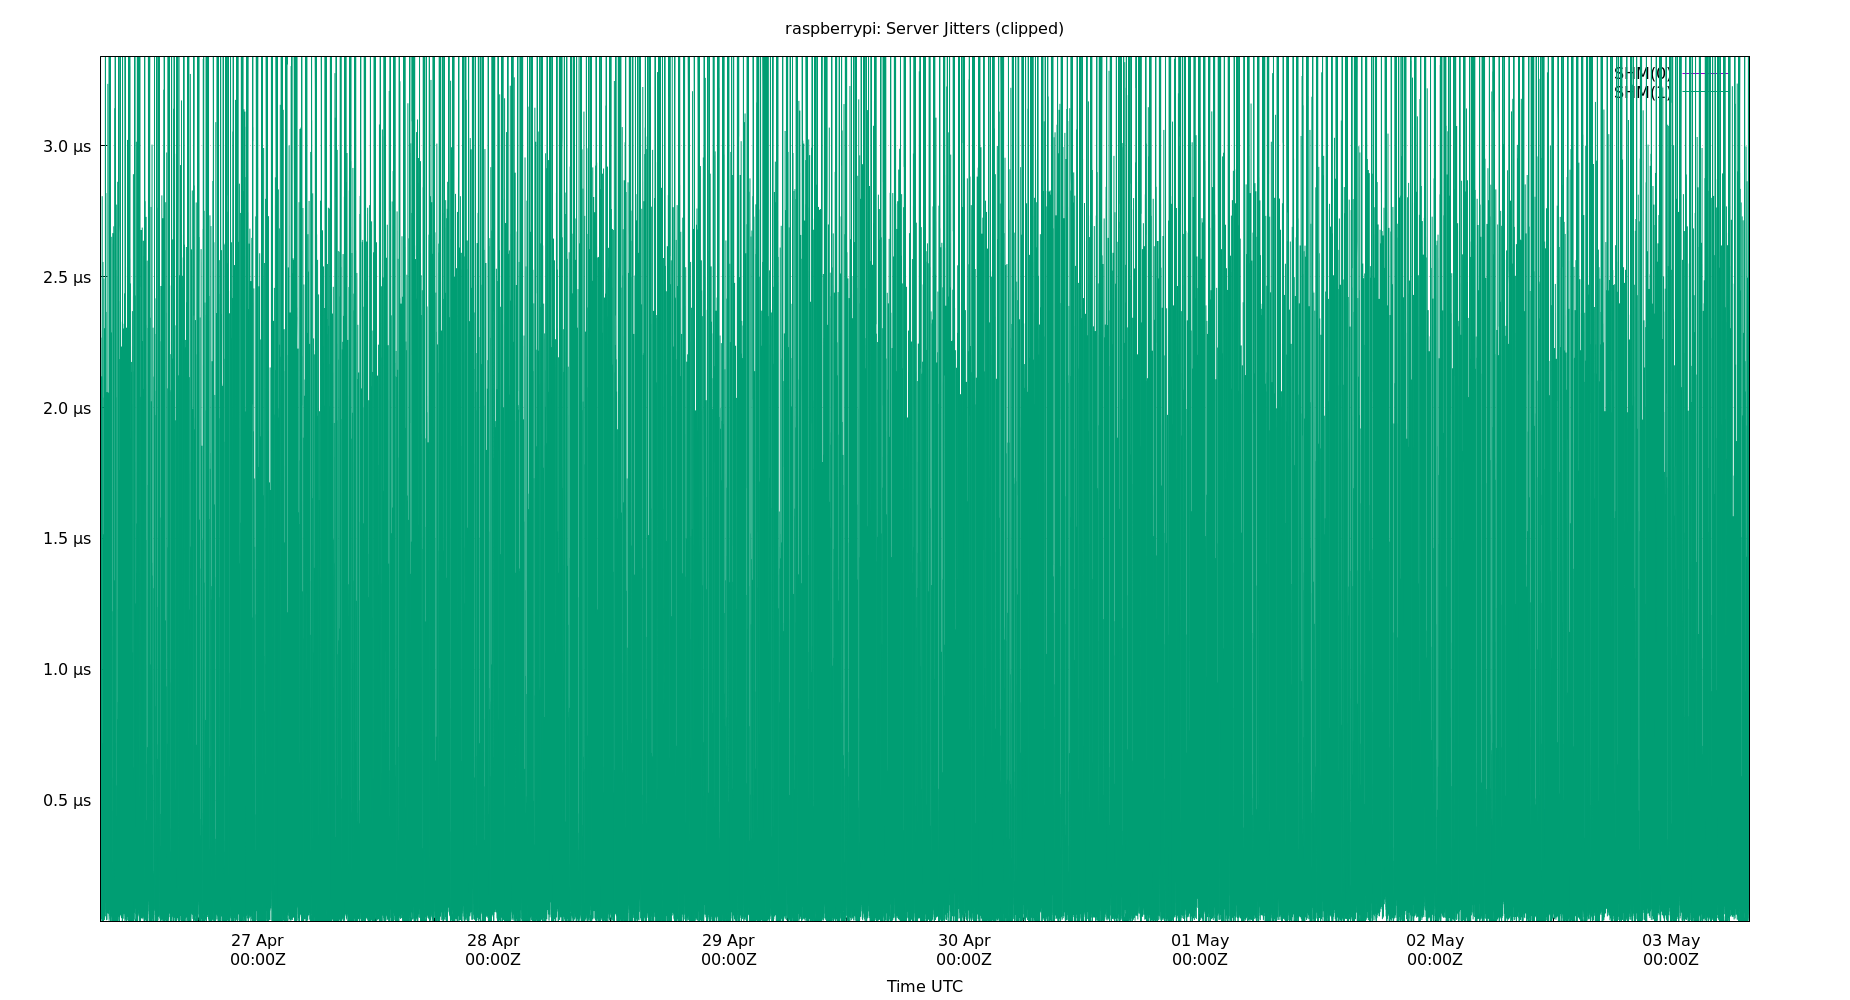 raspberrypi: Server Jitters (clipped)
SHM(0)
SHM(1)
3.0 μs
2.5 μs
2.0 μs
1.5 μs
1.0 μs
0.5 μs
27 Apr 28 Apr 29 Apr 30 Apr 01 May 02 May 03 May
00:00Z 00:00Z 00:00Z 00:00Z 00:00Z 00:00Z 00:00Z
Time UTC